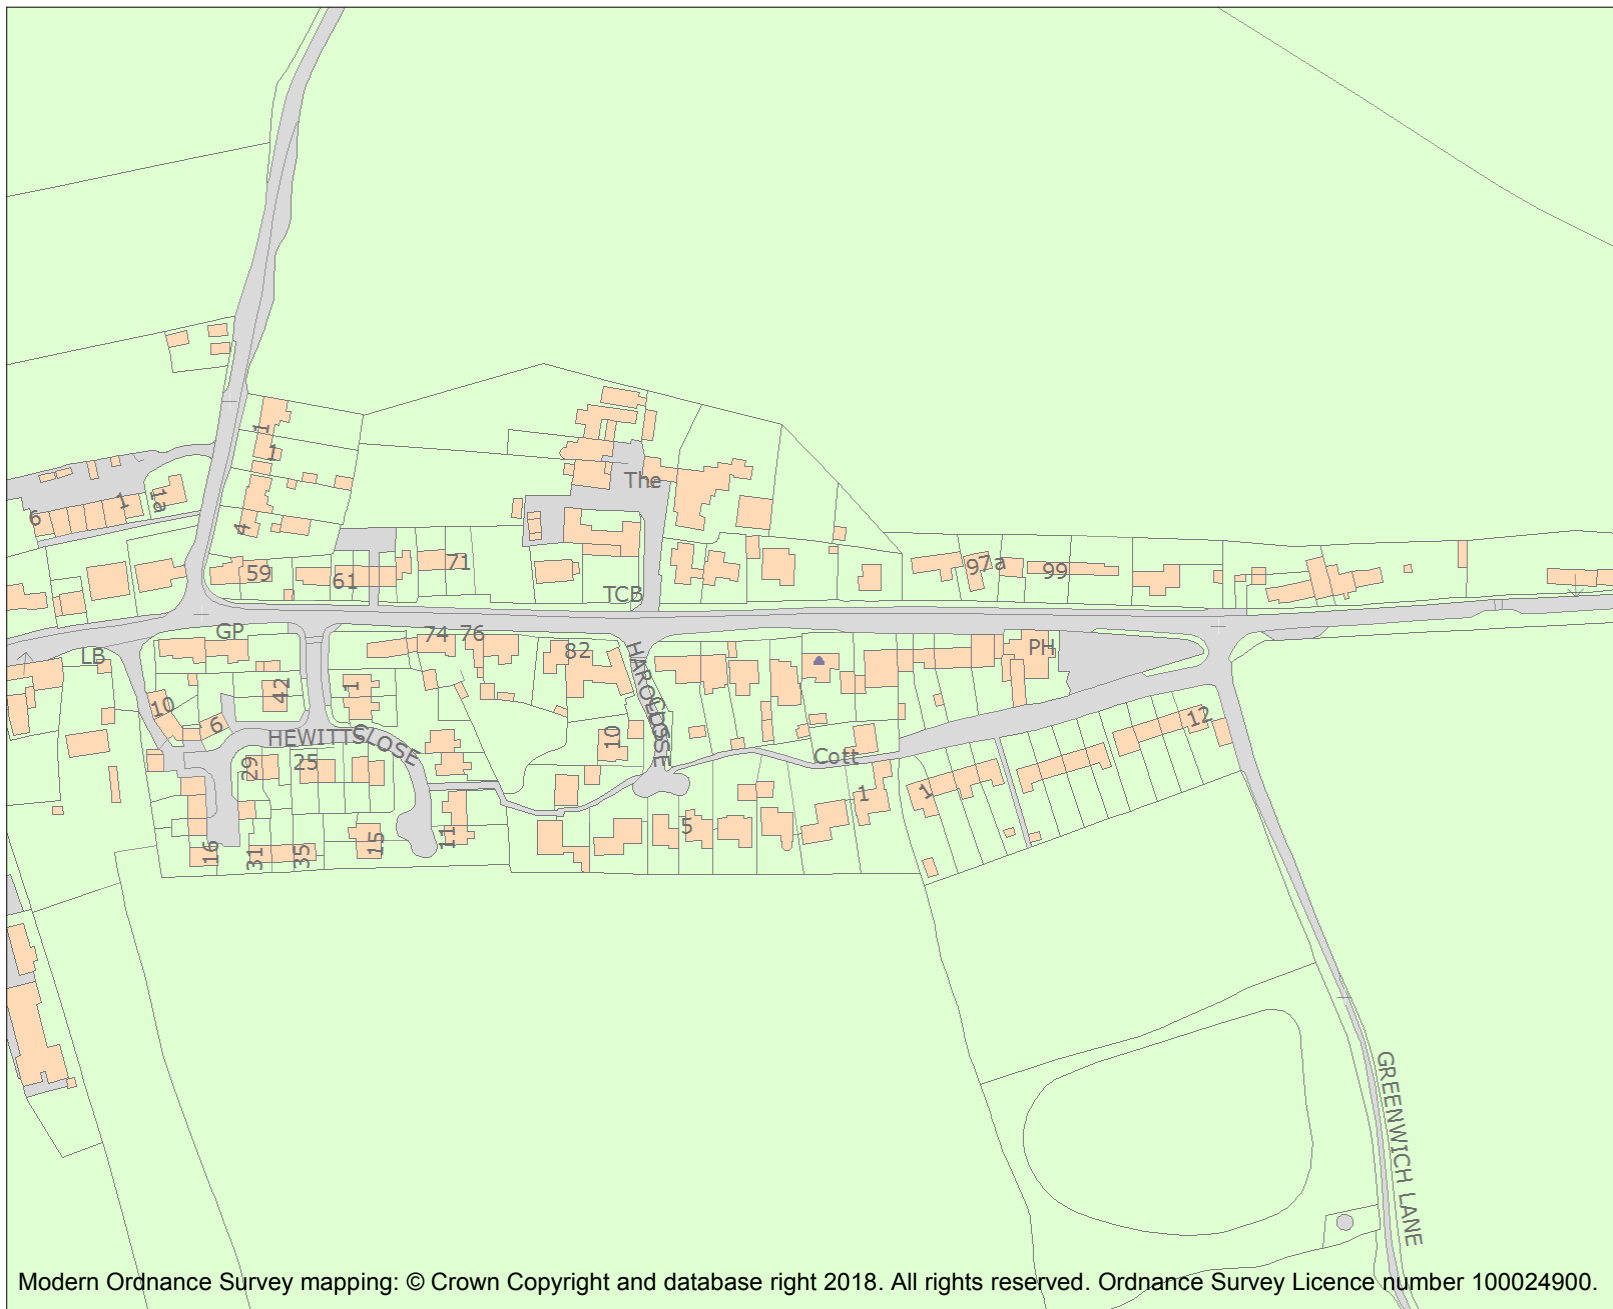 1
1
The
6
1
1a
4
59
61
71
97a
99
TCB
GP
74
76
82
PH
LB
HAROLDS
CLOSE
10
42
1
12
6
HEWITTS
CLOSE
10
Cott
29
25
1
1
5
16
31
35
15
11
GREENWICH LANE
Modern Ordnance Survey mapping: © Crown Copyright and database right 2018. All rights reserved. Ordnance Survey Licence number 100024900.